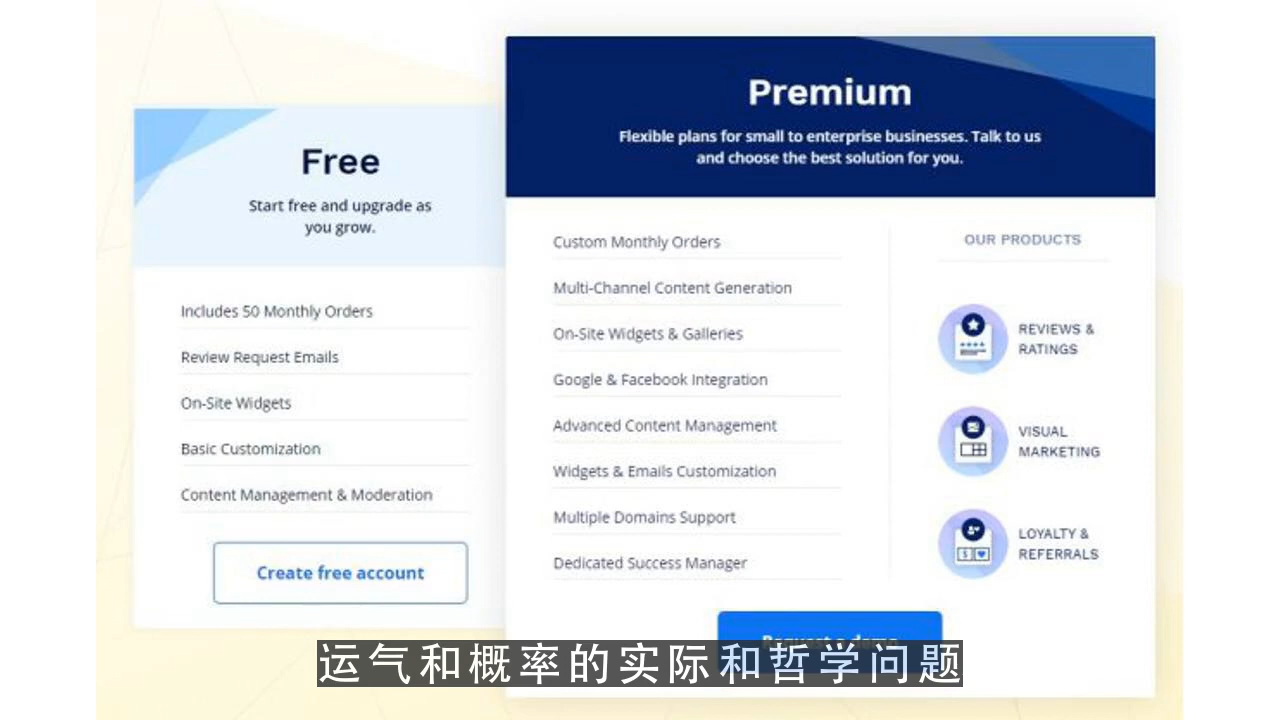 Free
Start free and upgrade as
you grow.
Includes 50 Monthly Orders
Review Request Emails
On-Site Widgets
Basic Customization
Content Management & Moderation
Create free account
Premium
Flexible plans for small to enterprise businesses. Talk to us
and choose the best solution for you.
Custom Monthly Orders
Multi-Channel Content Generation
On-Site Widgets & Galleries
Google & Facebook Integration
Advanced Content Management
Widgets & Emails Customization
Multiple Domains Support
Dedicated Success Manager
OUR PRODUCTS
REVIEWS &
RATINGS
VISUAL
MARKETING
LOYALTY &
REFERRALS
Request a demo
运气和概率的实际和哲学问题